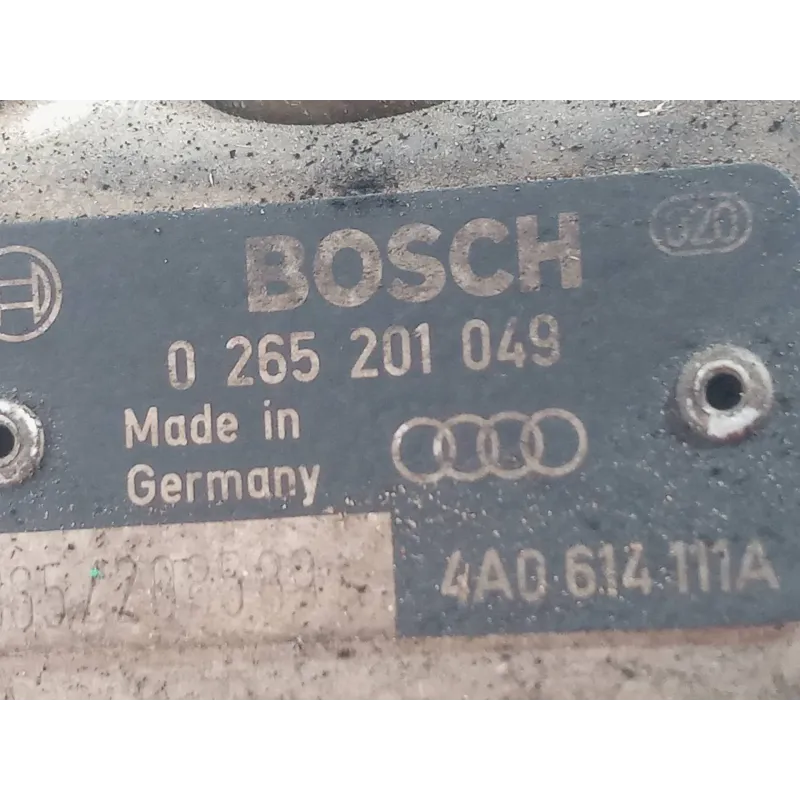 BOSCH
0 265 201 049
Made in
Germany
4A0 614 111A